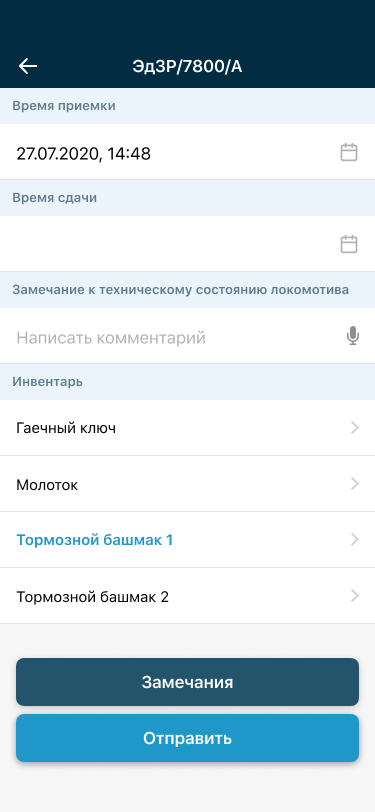 ЭдЗР/7800/А
Время приемки
27.07.2020, 14:48
Время сдачи
Замечание к техническому состоянию локомотива
Написать комментарий
Инвентарь
Гаечный ключ
Молоток
Тормозной башмак 1
Тормозной башмак 2
Замечания
Отправить